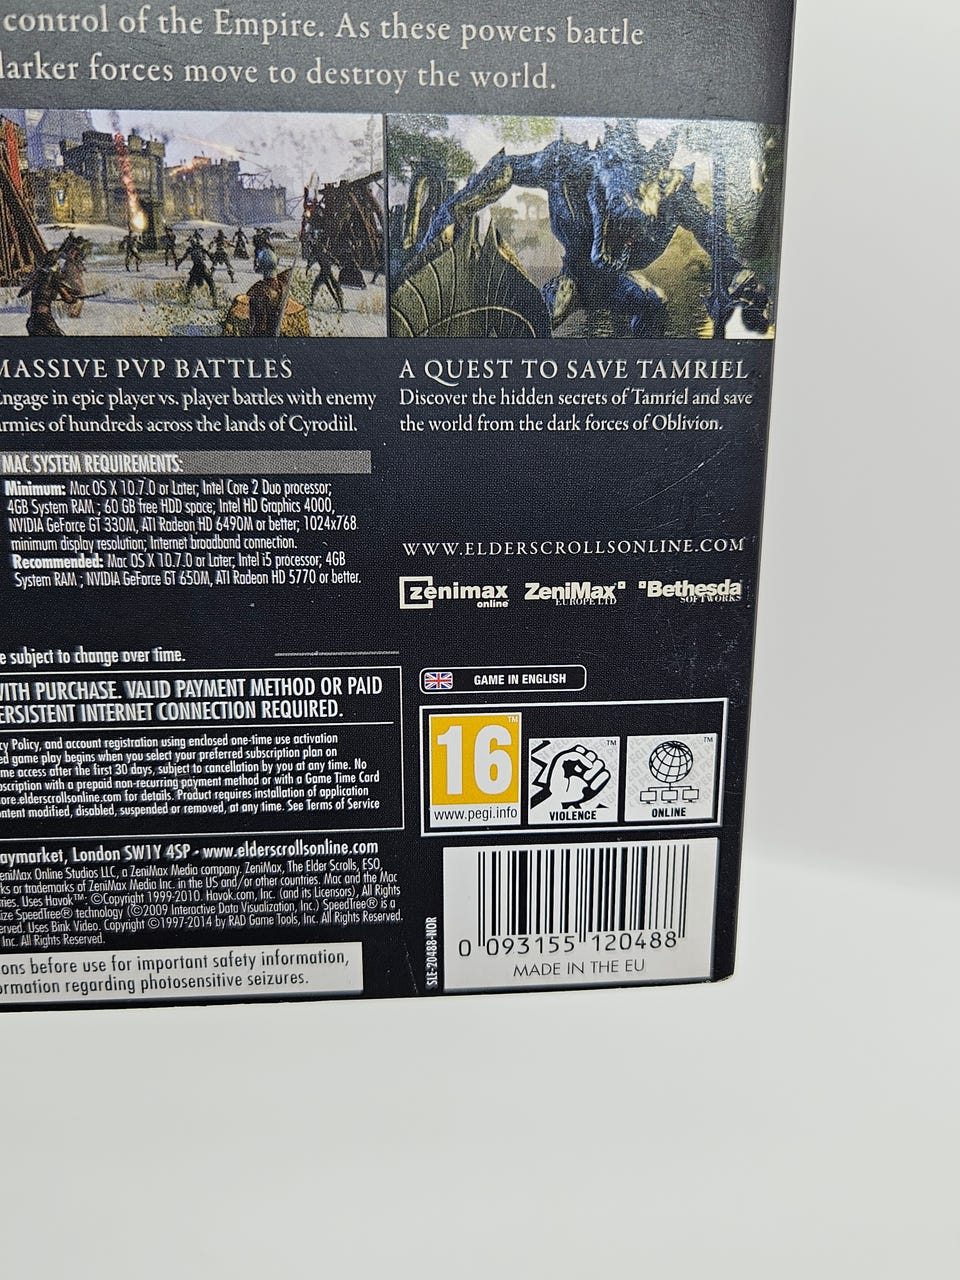 control of the Empire. As these powers battle
darker forces move to destroy the world.
MASSIVE PVP BATTLES
Engage in epic player vs. player battles with enemy
armies of hundreds across the lands of Cyrodiil.
A QUEST TO SAVE TAMRIEL
Discover the hidden secrets of Tamriel and save
the world from the dark forces of Oblivion.
MAC SYSTEM REQUIREMENTS:
Minimum: Mac OS X 10.7.0 or Later; Intel Core 2 Duo processor;
4GB System RAM ; 60 GB free HDD space; Intel HD Graphics 4000,
NVIDIA GeForce GT 330M, ATI Radeon HD 6490M or better; 1024x768
minimum display resolution; Internet broadband connection.
Recommended: Mac OS X 10.7.0 or Later; Intel i5 processor; 4GB
System RAM ; NVIDIA GeForce GT 650M, ATI Radeon HD 5770 or better.
WWW.ELDERSCROLLSONLINE.COM
zenimax online
ZeniMax EUROPE LTD
Bethesda SOFTWORKS
e subject to change over time.
WITH PURCHASE. VALID PAYMENT METHOD OR PAID
ERSISTENT INTERNET CONNECTION REQUIRED.
cy Policy, and account registration using enclosed one-time use activation
ed game play begins when you select your preferred subscription plan on
me access after the first 30 days, subject to cancellation by you at any time. No
scription with a prepaid non-recurring payment method or with a Game Time Card
ore.elderscrollsonline.com for details. Product requires installation of application
ntent modified, disabled, suspended or removed, at any time. See Terms of Service
GAME IN ENGLISH
16 TM
www.pegi.info
TM
VIOLENCE
TM
ONLINE
aymarket, London SW1Y 4SP - www.elderscrollsonline.com
eniMax Online Studios LLC, a ZeniMax Media company. ZeniMax, The Elder Scrolls, ESO,
ks or trademarks of ZeniMax Media Inc. in the US and/or other countries. Mac and the Mac
ries. Uses Havok™: ©Copyright 1999-2010. Havok.com, Inc. (and its Licensors), All Rights
ize SpeedTree® technology (©2009 Interactive Data Visualization, Inc.) SpeedTree® is a
erved. Uses Bink Video. Copyright ©1997-2014 by RAD Game Tools, Inc. All Rights Reserved.
Inc. All Rights Reserved.
ons before use for important safety information,
ormation regarding photosensitive seizures.
SLE-20488-NOR
0 093155 120488
MADE IN THE EU